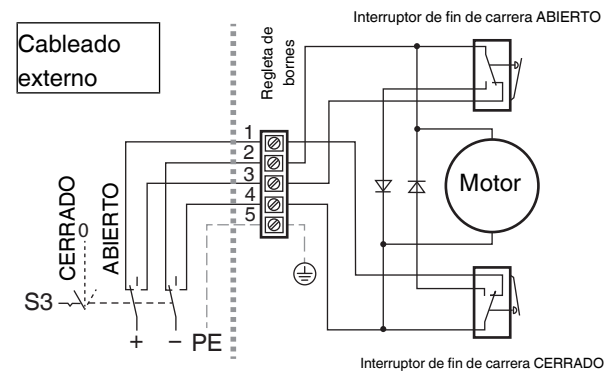 Interruptor de fin de carrera ABIERTO
Cableado
externo
Regleta de
bornes
1
2
3
4
5
CERRADO
0
ABIERTO
Motor
S3
+
–
PE
Interruptor de fin de carrera CERRADO